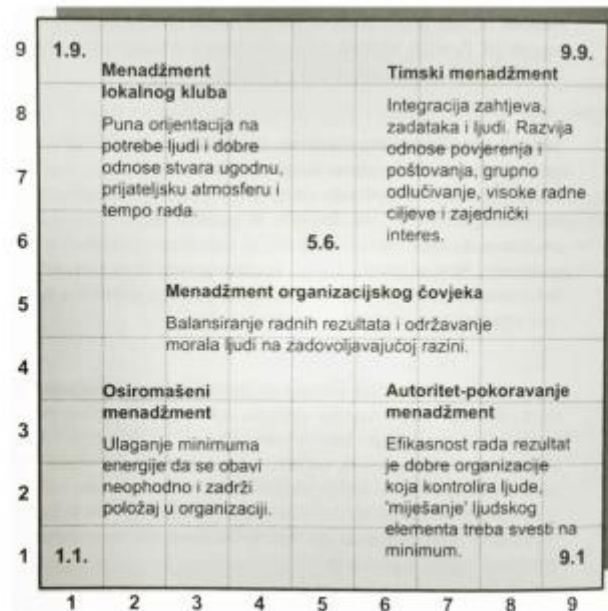 9
1.9.
9.9.
Menadžment
lokalnog kluba
Puna orijentacija na
potrebe ljudi i dobre
odnose stvara ugodnu,
prijateljsku atmosferu i
tempo rada.
Timski menadžment
Integracija zahtjeva,
zadataka i ljudi. Razvija
odnose povjerenja i
poštovanja, grupno
odlučivanje, visoke radne
ciljeve i zajednički
interes.
8
7
6
5.6.
5
Menadžment organizacijskog čovjeka
Balansiranje radnih rezultata i održavanje
morala ljudi na zadovoljavajućoj razini.
4
Osiromašeni
menadžment
Ulaganje minimuma
energije da se obavi
neophodno i zadrži
položaj u organizaciji.
Autoritet-pokoravanje
menadžment
Efikasnost rada rezultat
je dobre organizacije
koja kontrolira ljude,
'miješanje' ljudskog
elementa treba svesti na
minimum.
3
2
1
1.1.
9.1
1 2 3 4 5 6 7 8 9